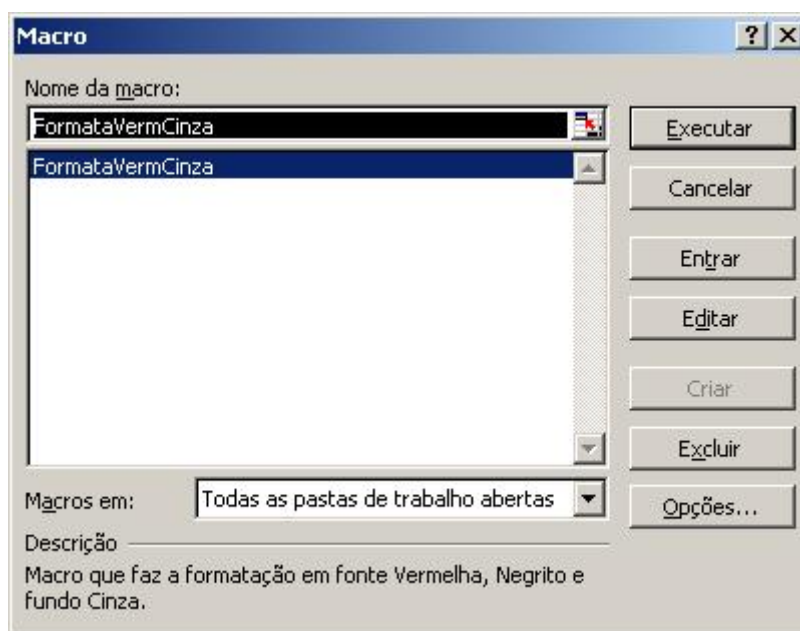 Macro
Nome da macro:
FormataVermCinza
FormataVermCinza
Executar
Cancelar
Entrar
Editar
Criar
Excluir
Opções...
Macros em:
Todas as pastas de trabalho abertas
Descrição
Macro que faz a formatação em fonte Vermelha, Negrito e
fundo Cinza.